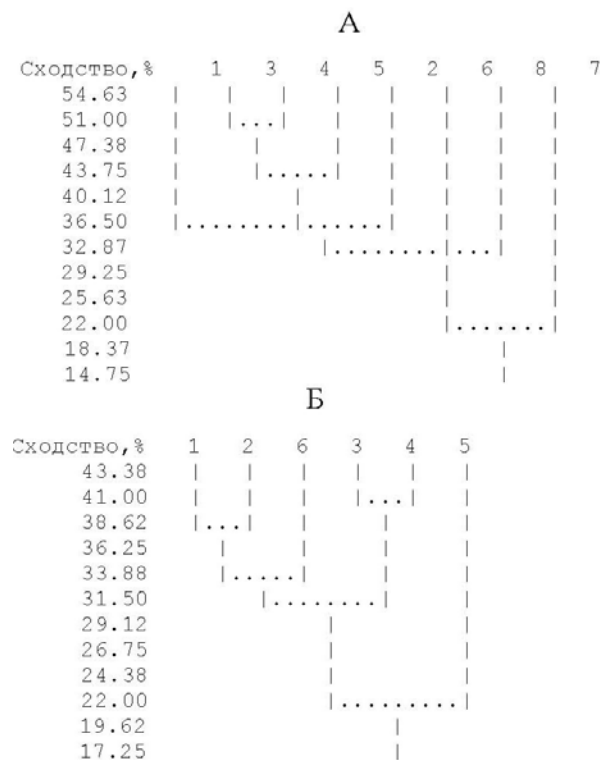 А
Сходство,% 1 3 4 5 2 6 8 7
54.63 | | | | | | | |
51.00 | |...| | | | | |
47.38 | | | | | | |
43.75 | |.....| | | | |
40.12 | | | | | |
36.50 |........|......| | | |
32.87 |........|...| |
29.25 | |
25.63 | |
22.00 |.......|
18.37 |
14.75 |
Б
Сходство,% 1 2 6 3 4 5
43.38 | | | | | |
41.00 | | | |...| |
38.62 |...| | | |
36.25 | | | |
33.88 |.....| | |
31.50 |........| |
29.12 | |
26.75 | |
24.38 | |
22.00 |.........|
19.62 |
17.25 |